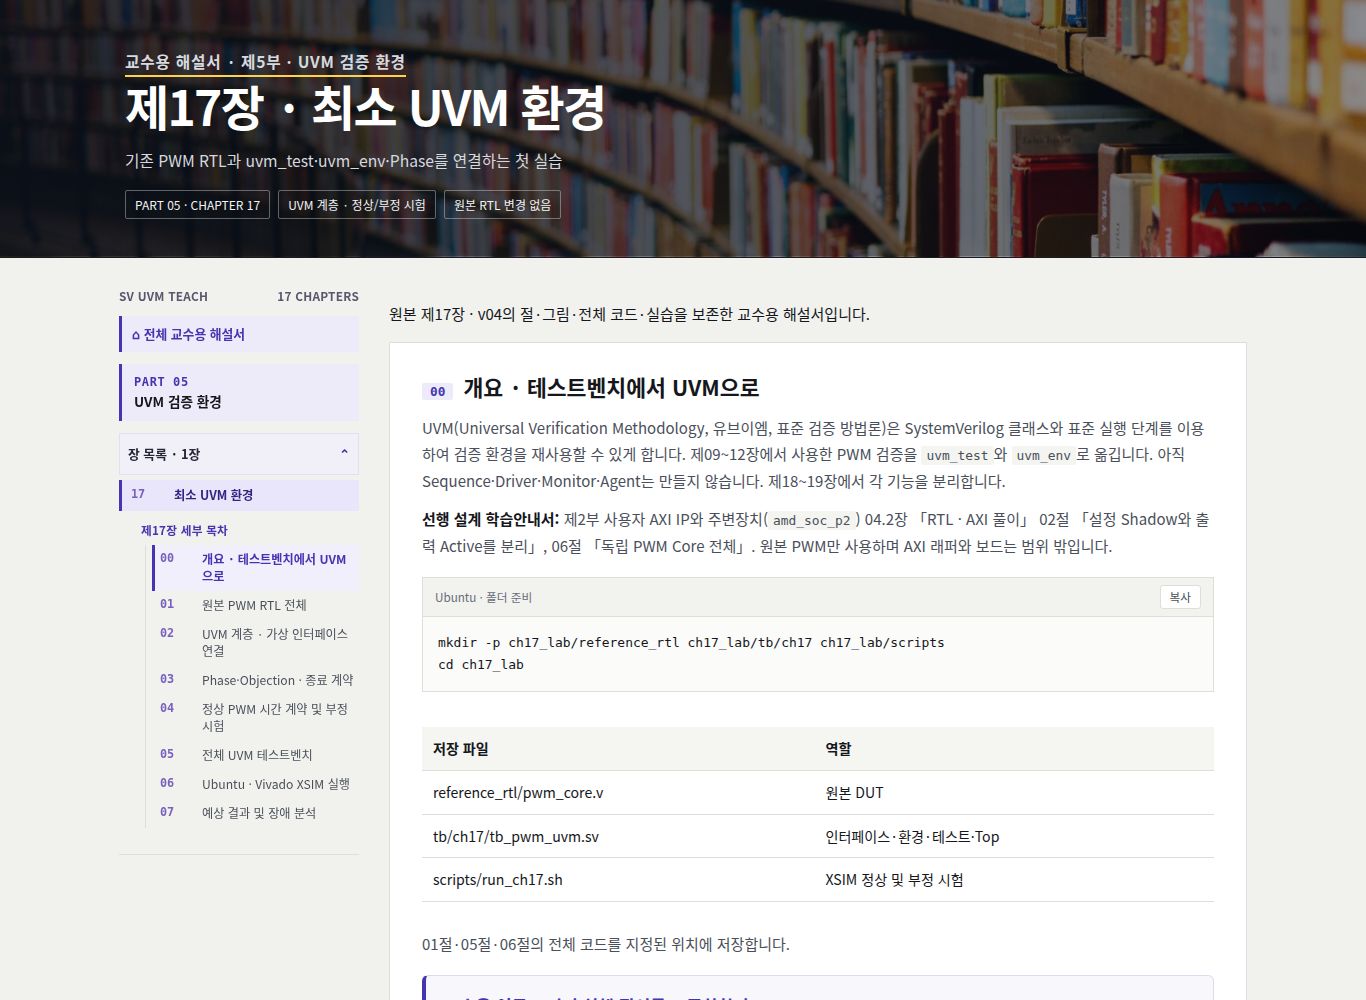 교수용 해설서 · 제5부 · UVM 검증 환경
제17장 · 최소 UVM 환경
기존 PWM RTL과 uvm_test·uvm_env·Phase를 연결하는 첫 실습
PART 05 · CHAPTER 17
UVM 계층 · 정상/부정 시험
원본 RTL 변경 없음
SV UVM TEACH
17 CHAPTERS
⌂ 전체 교수용 해설서
PART 05
UVM 검증 환경
장 목록 · 1장
17 최소 UVM 환경
제17장 세부 목차
00 개요 · 테스트벤치에서 UVM
으로
01 원본 PWM RTL 전체
02 UVM 계층 · 가상 인터페이스
연결
03 Phase·Objection · 종료 계약
04 정상 PWM 시간 계약 및 부정
시험
05 전체 UVM 테스트벤치
06 Ubuntu · Vivado XSIM 실행
07 예상 결과 및 장애 분석
원본 제17장 · v04의 절·그림·전체 코드·실습을 보존한 교수용 해설서입니다.
00 개요 · 테스트벤치에서 UVM으로
UVM(Universal Verification Methodology, 유브이엠, 표준 검증 방법론)은 SystemVerilog 클래스와 표준 실행 단계를 이용
하여 검증 환경을 재사용할 수 있게 합니다. 제09~12장에서 사용한 PWM 검증을 uvm_test 와 uvm_env 로 옮깁니다. 아직
Sequence·Driver·Monitor·Agent는 만들지 않습니다. 제18~19장에서 각 기능을 분리합니다.
선행 설계 학습안내서: 제2부 사용자 AXI IP와 주변장치( amd_soc_p2 ) 04.2장 「RTL · AXI 풀이」 02절 「설정 Shadow와 출
력 Active를 분리」, 06절 「독립 PWM Core 전체」. 원본 PWM만 사용하며 AXI 래퍼와 보드는 범위 밖입니다.
Ubuntu · 폴더 준비
복사
mkdir -p ch17_lab/reference_rtl ch17_lab/tb/ch17 ch17_lab/scripts
cd ch17_lab
저장 파일 역할
reference_rtl/pwm_core.v 원본 DUT
tb/ch17/tb_pwm_uvm.sv 인터페이스·환경·테스트·Top
scripts/run_ch17.sh XSIM 정상 및 부정 시험
01절·05절·06절의 전체 코드를 지정된 위치에 저장합니다.